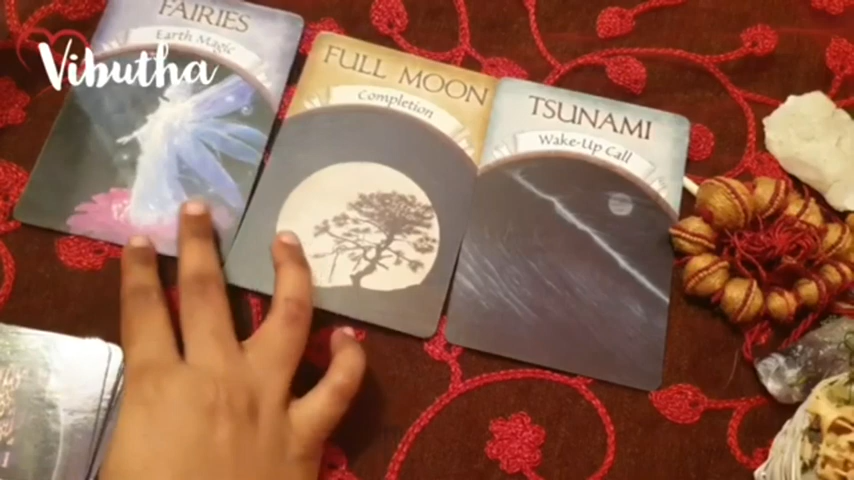 Vibutha
FAIRIES
Earth Magic
FULL MOON
Completion
TSUNAMI
Wake-Up Call